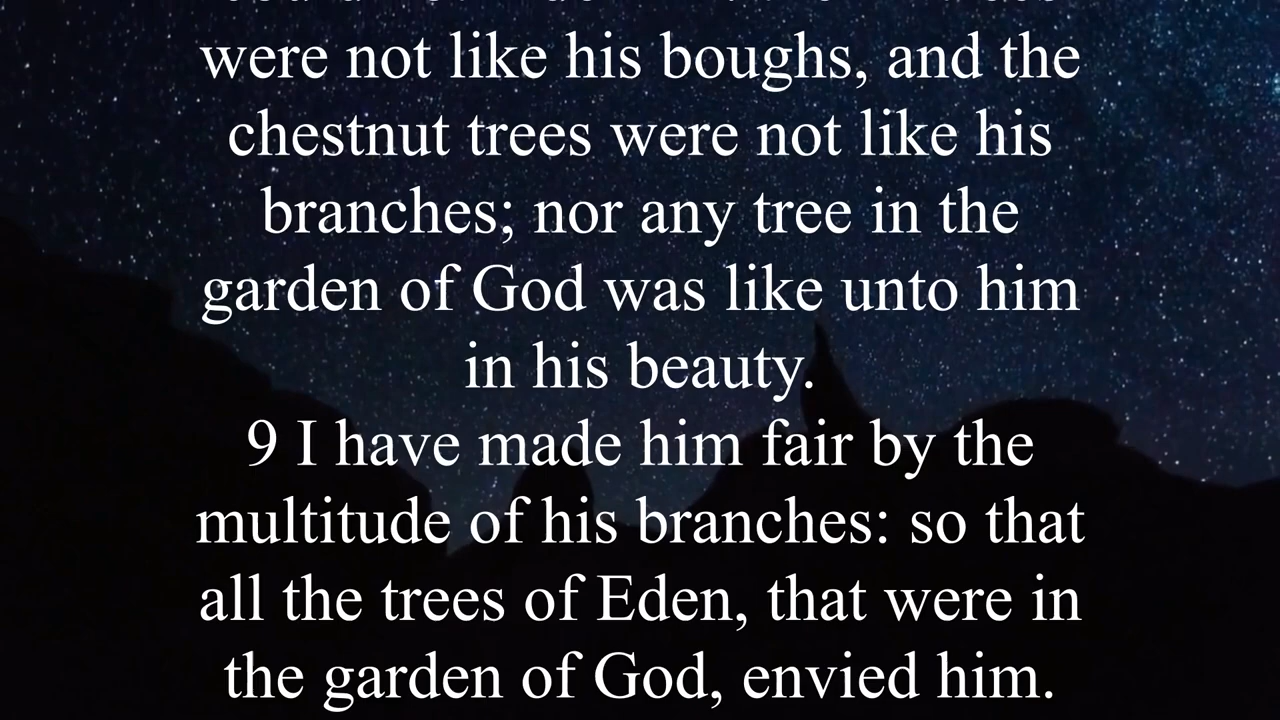 were not like his boughs, and the
chestnut trees were not like his
branches; nor any tree in the
garden of God was like unto him
in his beauty.
9 I have made him fair by the
multitude of his branches: so that
all the trees of Eden, that were in
the garden of God, envied him.